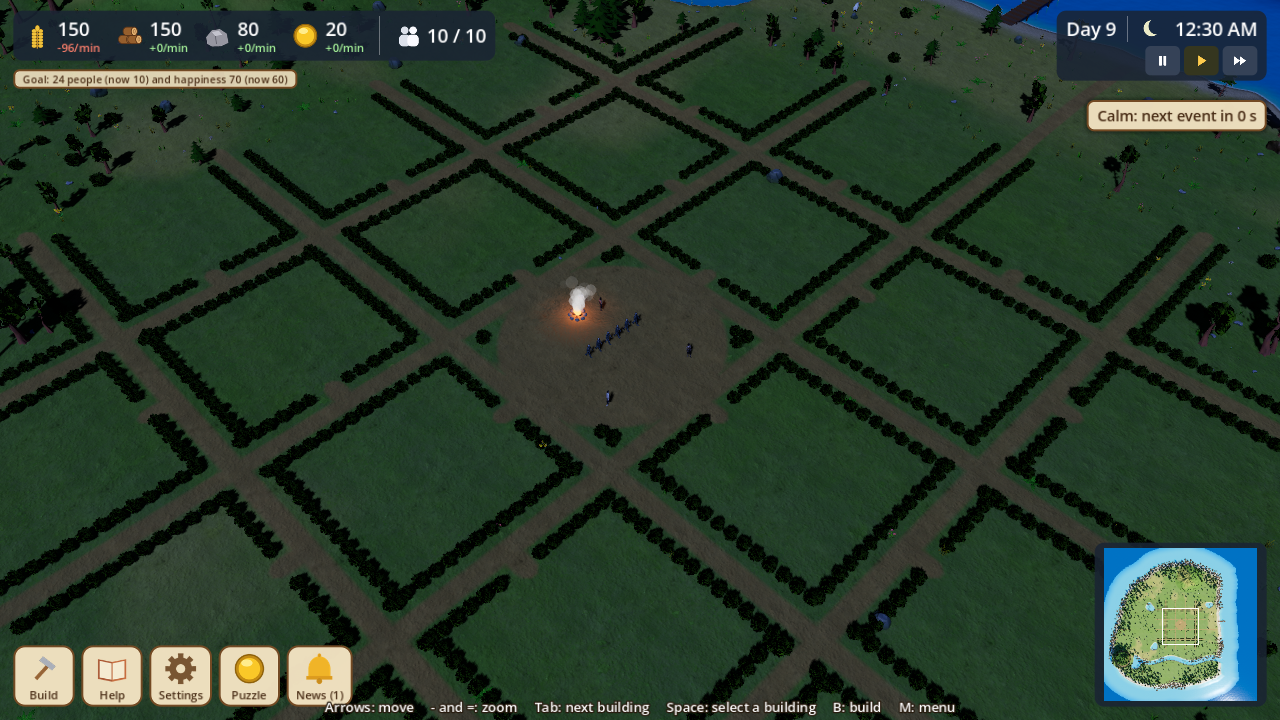 150
-96/min
150
+0/min
80
+0/min
20
+0/min
10 / 10
Goal: 24 people (now 10) and happiness 70 (now 60)
Day 9
12:30 AM
Calm: next event in 0 s
Build
Help
Settings
Puzzle
News (1)
Arrows: move - and =: zoom Tab: next building Space: select a building B: build M: menu